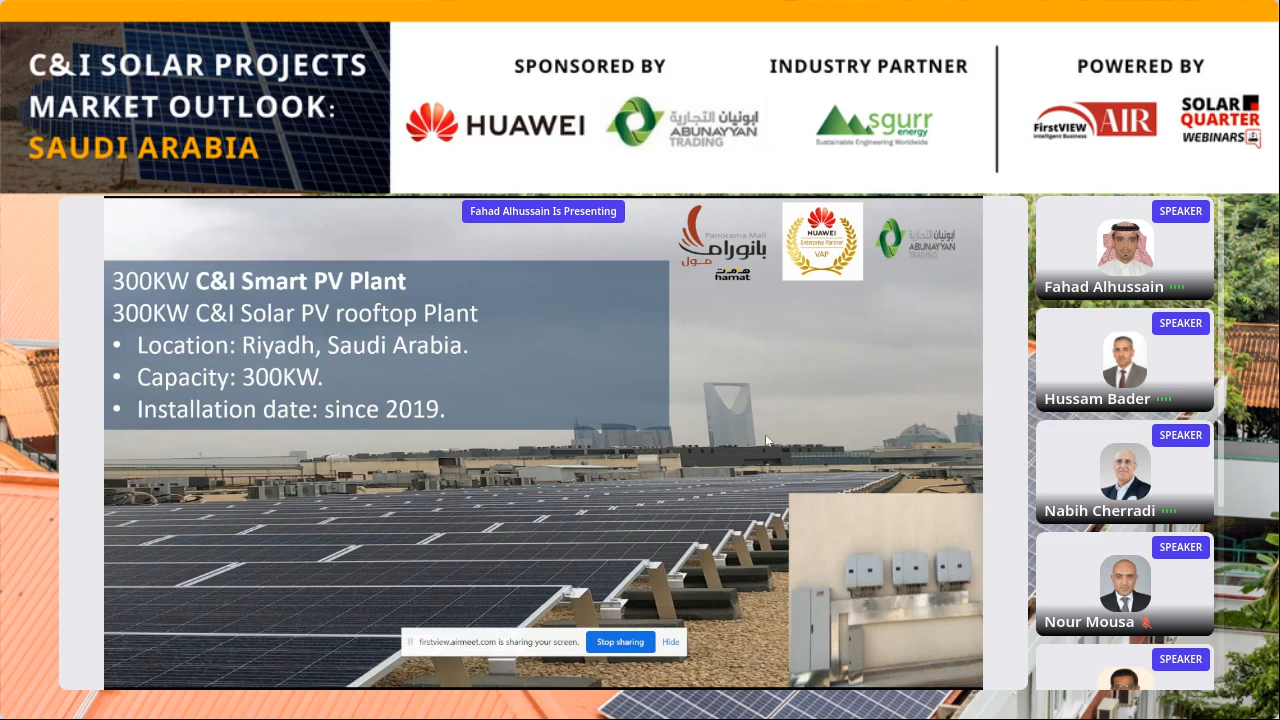 C&I SOLAR PROJECTS
MARKET OUTLOOK:
SAUDI ARABIA
SPONSORED BY
INDUSTRY PARTNER
POWERED BY
HUAWEI
ابونيان التجارية
ABUNAYYAN
TRADING
sgurr
energy
Sustainable Engineering Worldwide
FirstVIEW
Intelligent Business
AIR
SOLAR
QUARTER
WEBINARS
Fahad Alhussain Is Presenting
Panorama Mall
بانوراما
مول
hamat
HUAWEI
Enterprise Partner
VAP
ابونيان التجارية
ABUNAYYAN
TRADING
300KW C&I Smart PV Plant
300KW C&I Solar PV rooftop Plant
• Location: Riyadh, Saudi Arabia.
• Capacity: 300KW.
• Installation date: since 2019.
firstview.airmeet.com is sharing your screen.
Stop sharing
Hide
SPEAKER
Fahad Alhussain
SPEAKER
Hussam Bader
SPEAKER
Nabih Cherradi
SPEAKER
Nour Mousa
SPEAKER